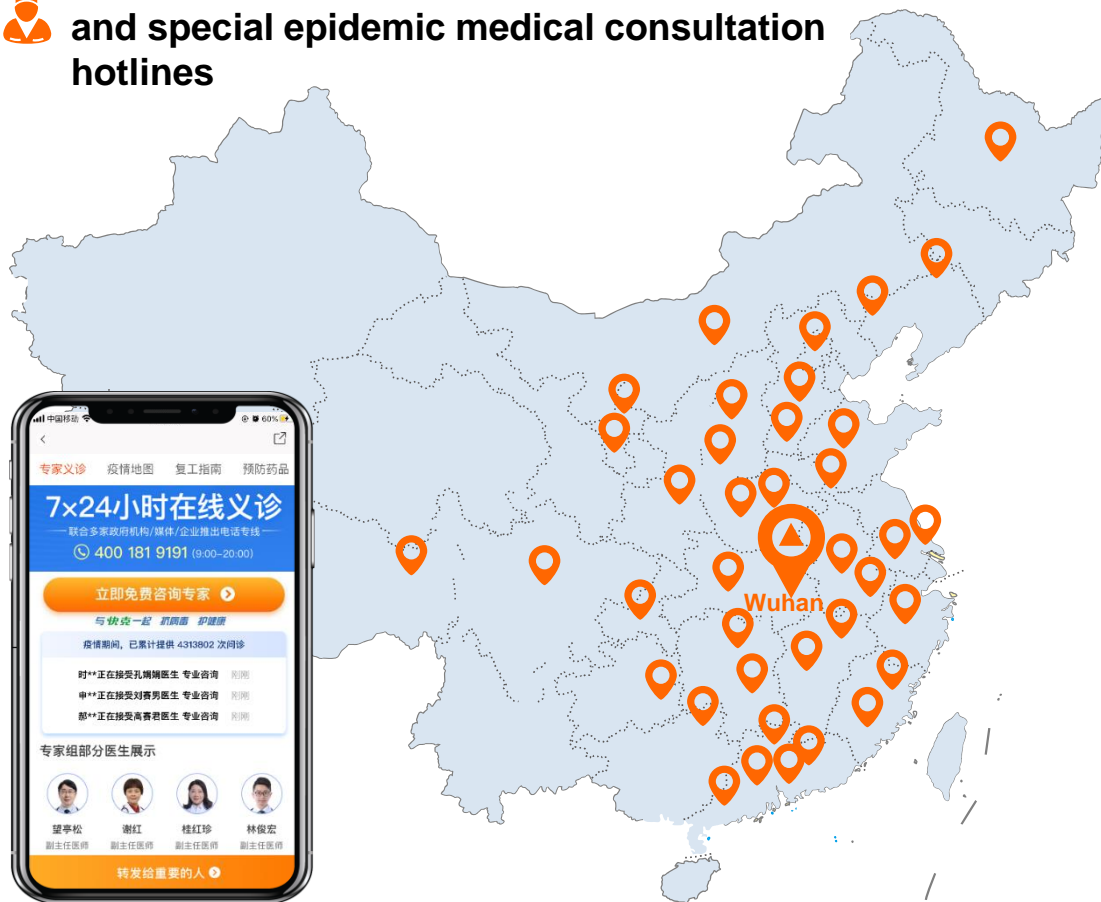 and special epidemic medical consultation
hotlines
Wuhan
中国移动
60%
专家义诊 疫情地图 复工指南 预防药品
7×24小时在线义诊
联合多家政府机构/媒体/企业推出电话专线
400 181 9191 (9:00-20:00)
立即免费咨询专家
与快克一起 抗病毒 护健康
疫情期间，已累计提供 4313802 次问诊
时**正在接受孔娟娟医生 专业咨询 刚刚
申**正在接受刘赛男医生 专业咨询 刚刚
郝**正在接受高赛君医生 专业咨询 刚刚
专家组部分医生展示
望亭松 谢红 桂红珍 林俊宏
副主任医师 副主任医师 副主任医师 副主任医师
转发给重要的人